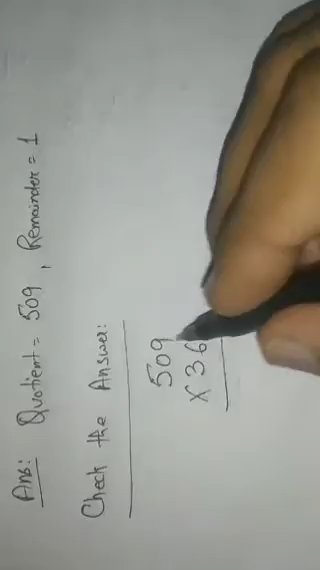 Ans: Quotient = 509, Remainder = 1
Check the Answer:
509
× 36